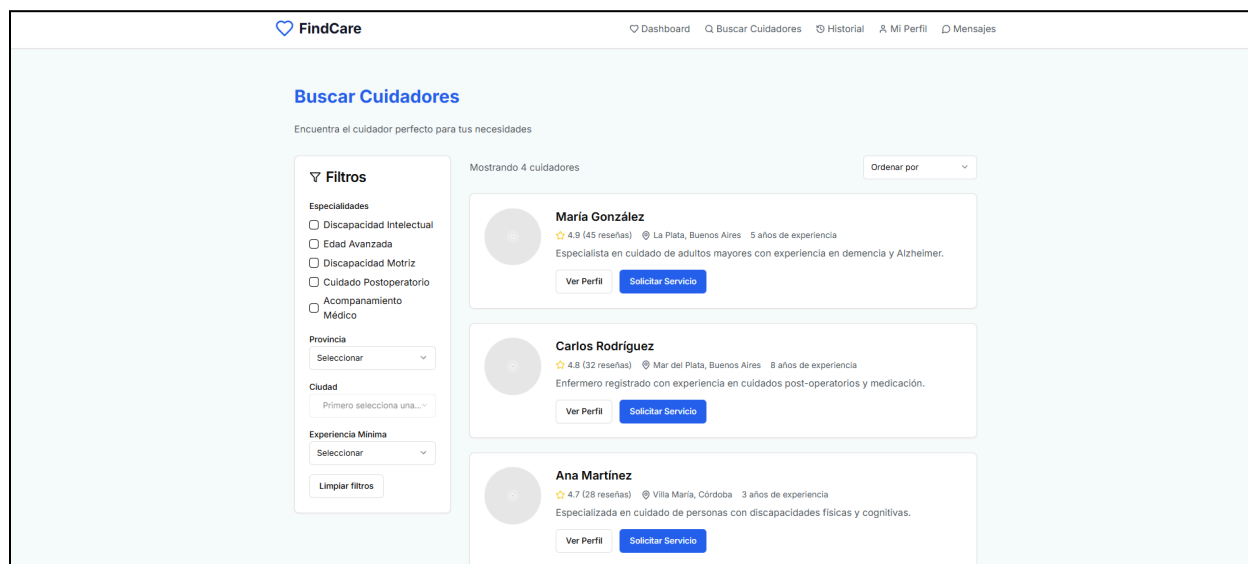 FindCare
Dashboard
Buscar Cuidadores
Historial
Mi Perfil
Mensajes
Buscar Cuidadores
Encuentra el cuidador perfecto para tus necesidades
Filtros
Especialidades
Discapacidad Intelectual
Edad Avanzada
Discapacidad Motriz
Cuidado Postoperatorio
Acompanamiento
Médico
Provincia
Seleccionar
Ciudad
Primero selecciona una...
Experiencia Mínima
Seleccionar
Limpiar filtros
Mostrando 4 cuidadores
Ordenar por
María González
4.9 (45 reseñas) La Plata, Buenos Aires 5 años de experiencia
Especialista en cuidado de adultos mayores con experiencia en demencia y Alzheimer.
Ver Perfil
Solicitar Servicio
Carlos Rodríguez
4.8 (32 reseñas) Mar del Plata, Buenos Aires 8 años de experiencia
Enfermero registrado con experiencia en cuidados post-operatorios y medicación.
Ver Perfil
Solicitar Servicio
Ana Martínez
4.7 (28 reseñas) Villa María, Córdoba 3 años de experiencia
Especializada en cuidado de personas con discapacidades físicas y cognitivas.
Ver Perfil
Solicitar Servicio